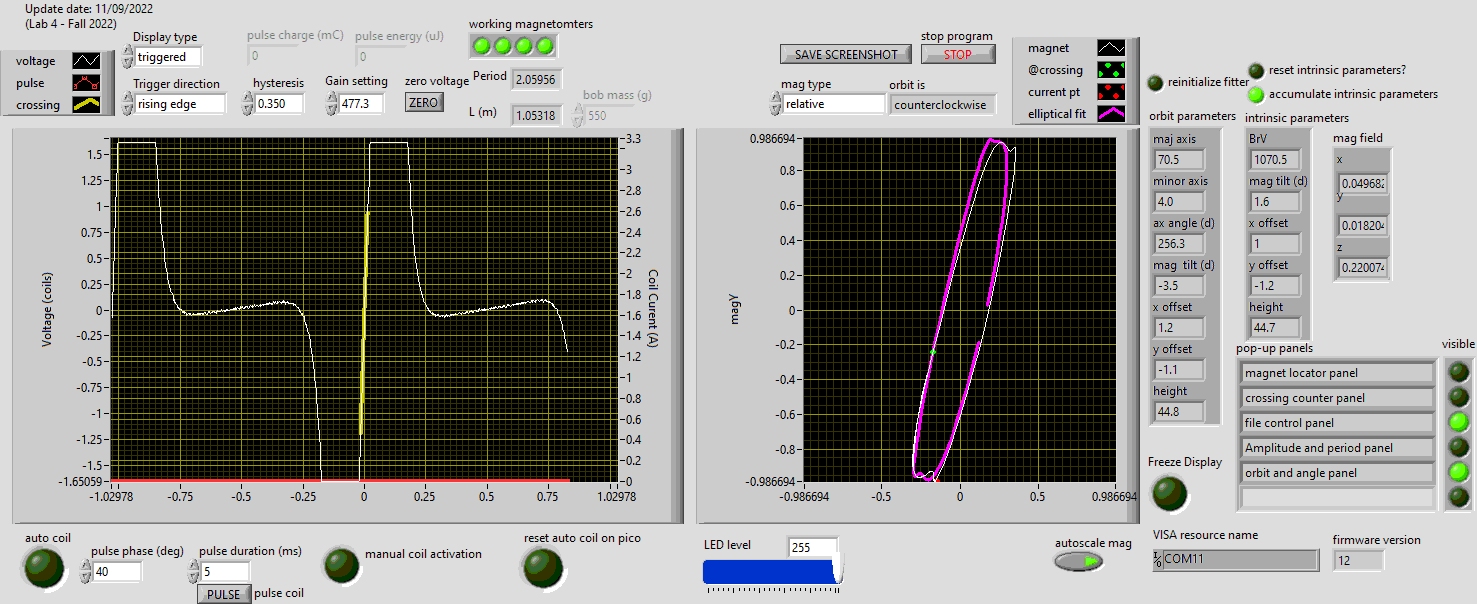 Update date: 11/09/2022
(Lab 4 - Fall 2022)
voltage
pulse
crossing
Display type
triggered
Trigger direction
rising edge
pulse charge (mC)
0
pulse energy (uJ)
0
hysteresis
0.350
Gain setting
477.3
zero voltage
ZERO
working magnetomters
Period
2.05956
L (m)
1.05318
bob mass (g)
550
SAVE SCREENSHOT
stop program
STOP
mag type
relative
orbit is
counterclockwise
magnet
@crossing
current pt
elliptical fit
reinitialize fitter
reset intrinsic parameters?
accumulate intrinsic parameters
Voltage (coils)
1.5
1.25
1
0.75
0.5
0.25
0
-0.25
-0.5
-0.75
-1
-1.25
-1.5
-1.65059
-1.02978
-0.75
-0.5
-0.25
0
0.25
0.5
0.75
1.02978
3.3
3
2.8
2.6
2.4
2.2
2
1.8
1.6
1.4
1.2
1
0.8
0.6
0.4
0.2
0
Coil Current (A)
magY
0.986694
0.8
0.6
0.4
0.2
0
-0.2
-0.4
-0.6
-0.8
-0.986694
-0.986694
-0.5
0
0.5
0.986694
orbit parameters
maj axis
70.5
minor axis
4.0
ax angle (d)
256.3
mag tilt (d)
-3.5
x offset
1.2
y offset
-1.1
height
44.8
intrinsic parameters
BrV
1070.5
mag tilt (d)
1.6
x offset
1
y offset
-1.2
height
44.7
mag field
x
0.04968
y
0.01820
z
0.22007
pop-up panels
visible
magnet locator panel
crossing counter panel
file control panel
Amplitude and period panel
orbit and angle panel
Freeze Display
auto coil
pulse phase (deg)
40
pulse duration (ms)
5
PULSE
pulse coil
manual coil activation
reset auto coil on pico
LED level
255
autoscale mag
VISA resource name
COM11
firmware version
12